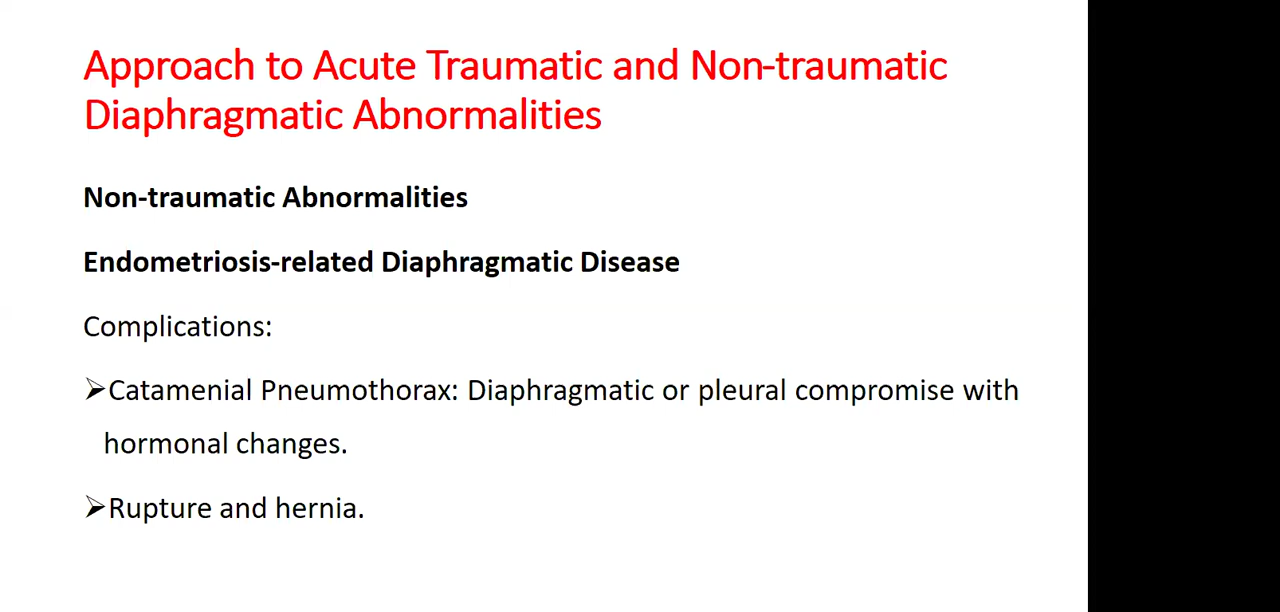 Approach to Acute Traumatic and Non-traumatic
Diaphragmatic Abnormalities
Non-traumatic Abnormalities
Endometriosis-related Diaphragmatic Disease
Complications:
➢Catamenial Pneumothorax: Diaphragmatic or pleural compromise with
hormonal changes.
➢Rupture and hernia.